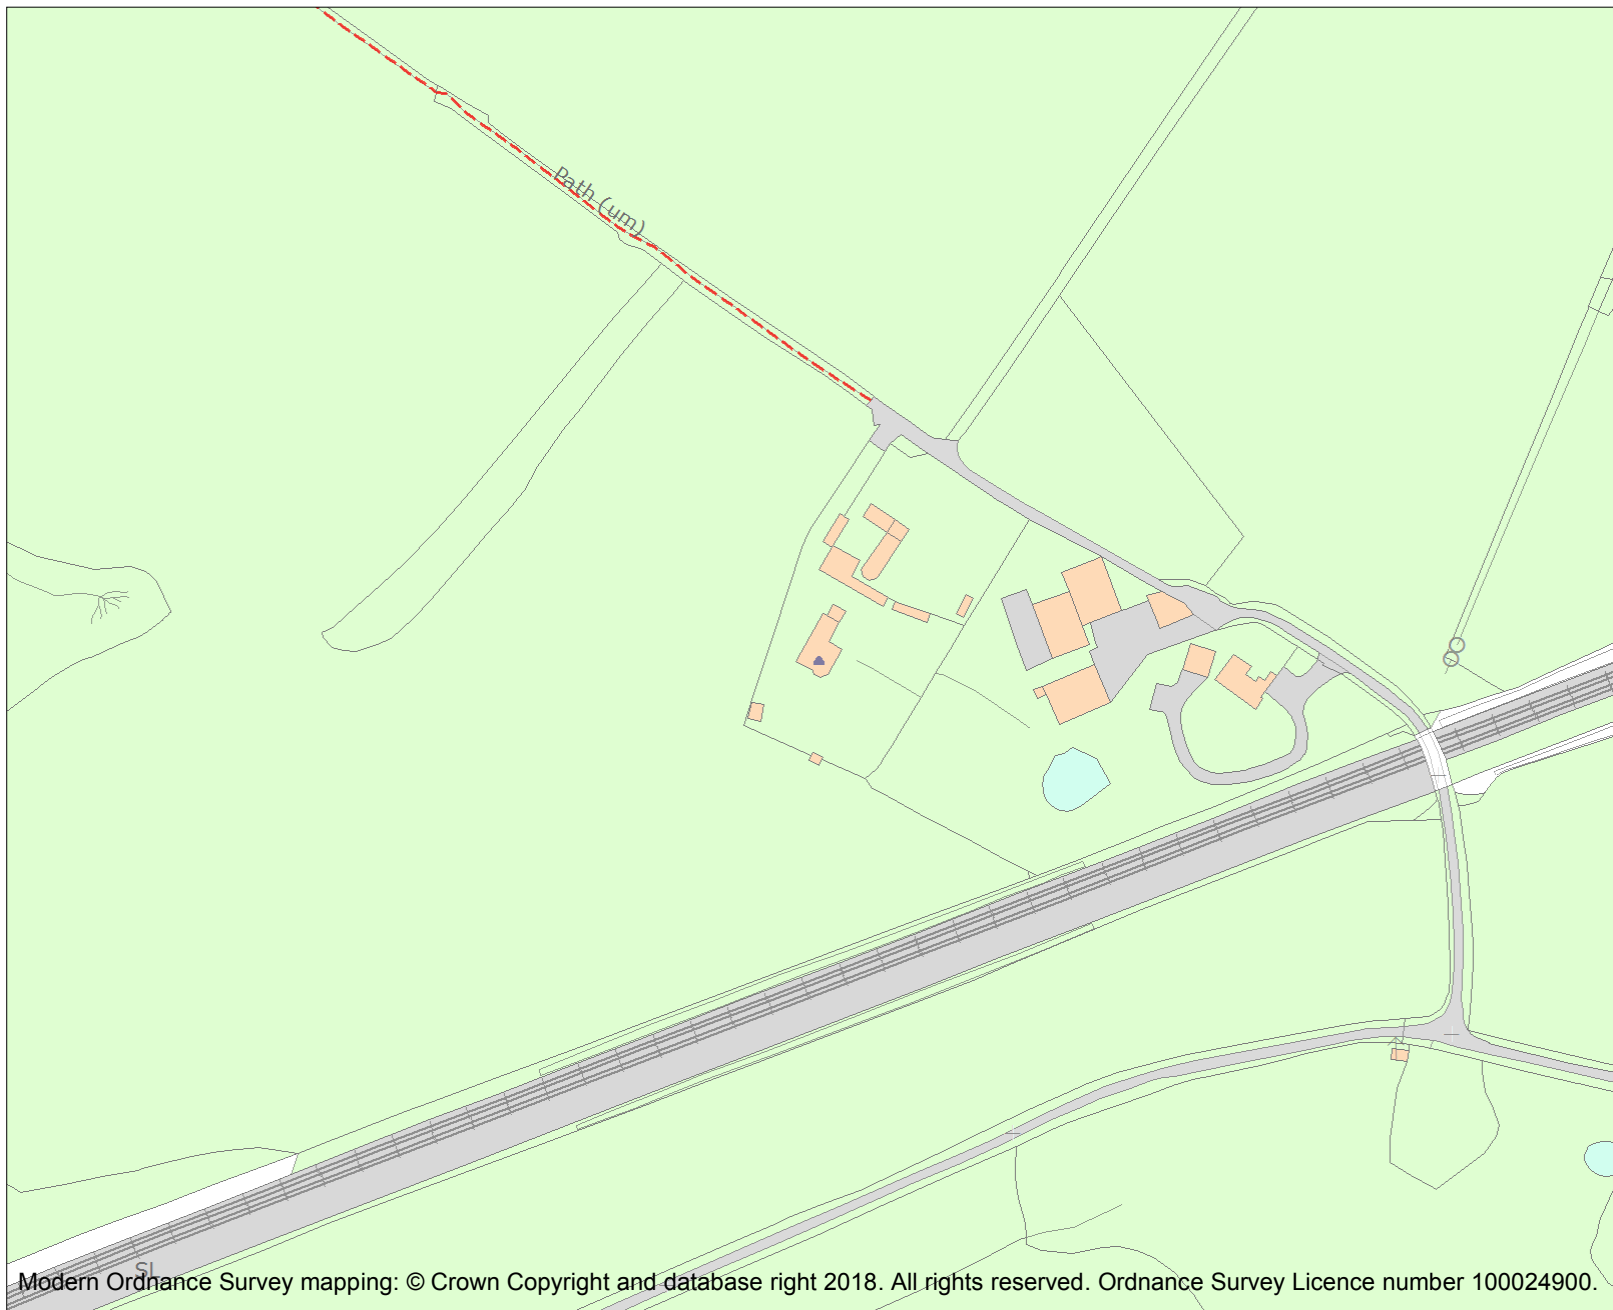 Path (um)
SL
Modern Ordnance Survey mapping: © Crown Copyright and database right 2018. All rights reserved. Ordnance Survey Licence number 100024900.